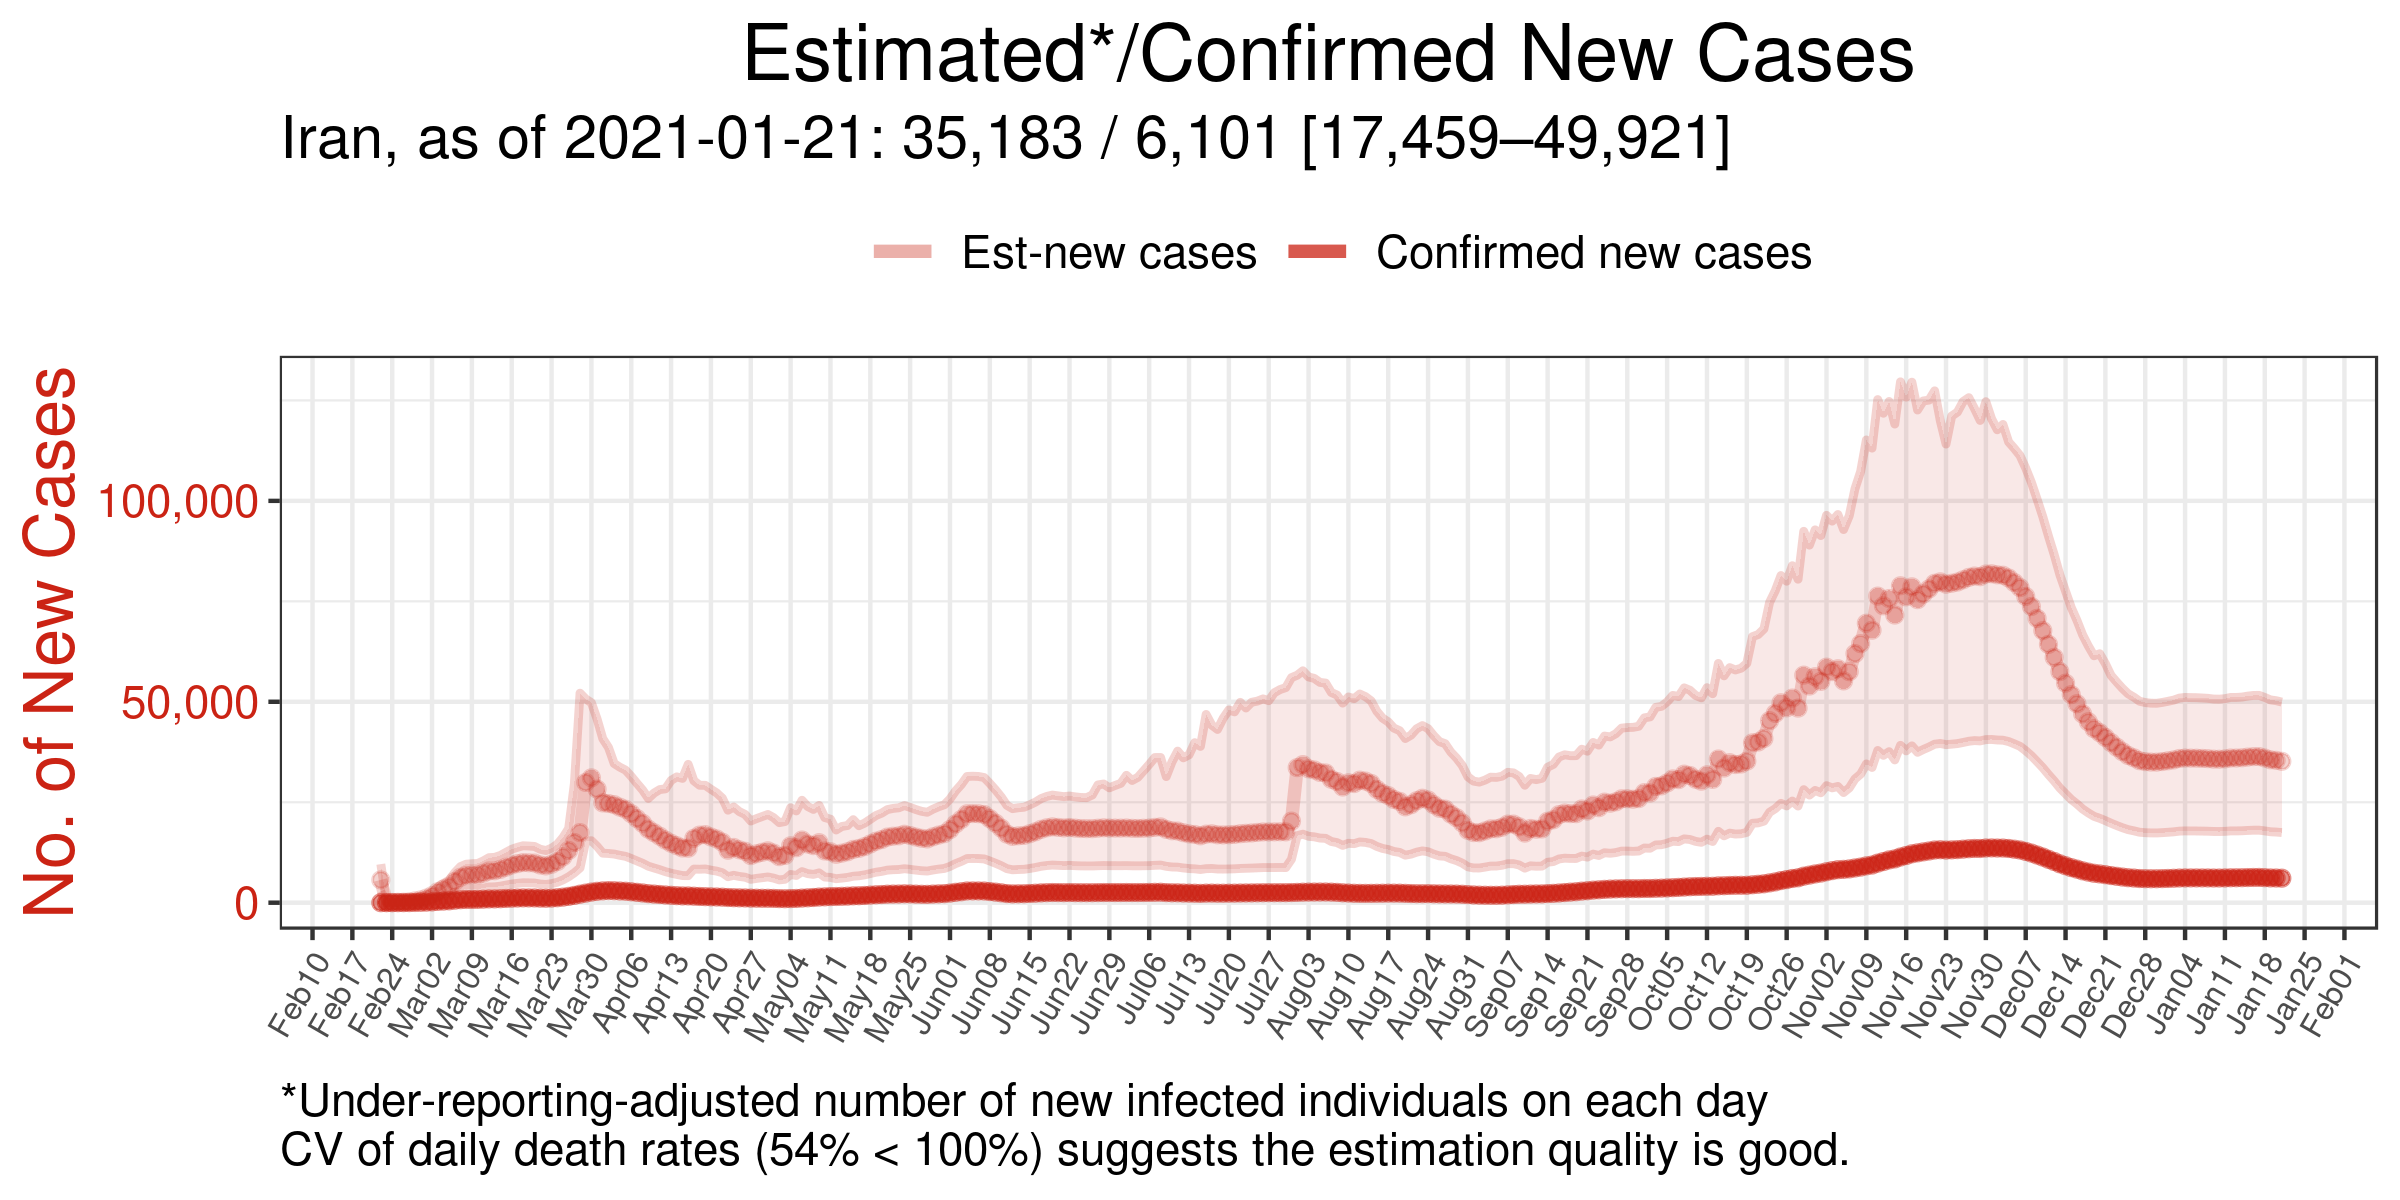 Estimated*/Confirmed New Cases
Iran, as of 2021-01-21: 35,183 / 6,101 [17,459–49,921]
Est-new cases
Confirmed new cases
No. of New Cases
100,000
50,000
0
Feb10
Feb17
Feb24
Mar02
Mar09
Mar16
Mar23
Mar30
Apr06
Apr13
Apr20
Apr27
May04
May11
May18
May25
Jun01
Jun08
Jun15
Jun22
Jun29
Jul06
Jul13
Jul20
Jul27
Aug03
Aug10
Aug17
Aug24
Aug31
Sep07
Sep14
Sep21
Sep28
Oct05
Oct12
Oct19
Oct26
Nov02
Nov09
Nov16
Nov23
Nov30
Dec07
Dec14
Dec21
Dec28
Jan04
Jan11
Jan18
Jan25
Feb01
*Under-reporting-adjusted number of new infected individuals on each day
CV of daily death rates (54% < 100%) suggests the estimation quality is good.